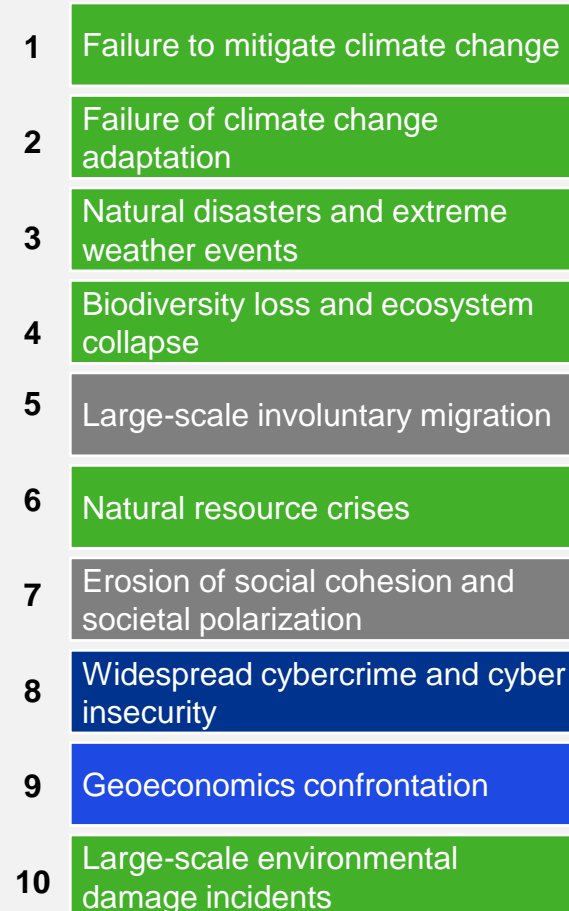 1
Failure to mitigate climate change
2
Failure of climate change
adaptation
3
Natural disasters and extreme
weather events
4
Biodiversity loss and ecosystem
collapse
5
Large-scale involuntary migration
6
Natural resource crises
7
Erosion of social cohesion and
societal polarization
8
Widespread cybercrime and cyber
insecurity
9
Geoeconomics confrontation
10
Large-scale environmental
damage incidents